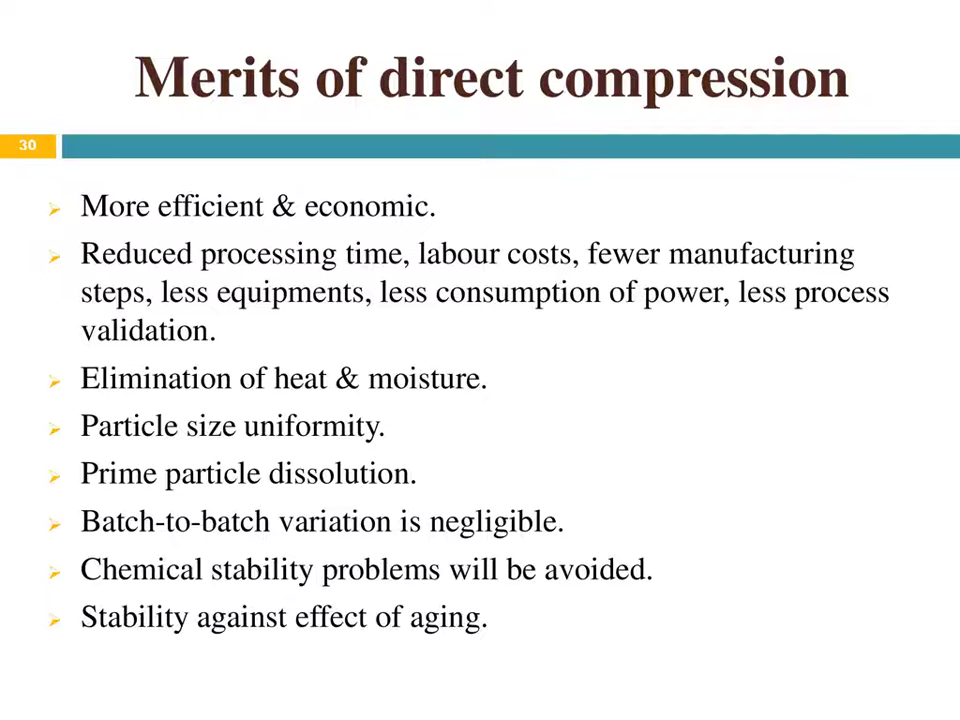 Merits of direct compression
30
More efficient & economic.
Reduced processing time, labour costs, fewer manufacturing
steps, less equipments, less consumption of power, less process
validation.
Elimination of heat & moisture.
Particle size uniformity.
Prime particle dissolution.
Batch-to-batch variation is negligible.
Chemical stability problems will be avoided.
Stability against effect of aging.